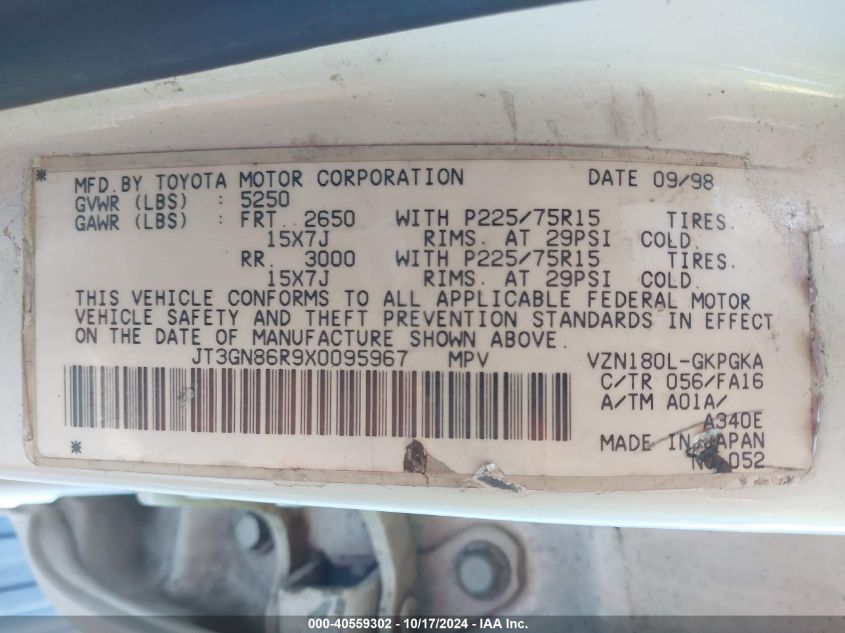 * MFD.BY TOYOTA MOTOR CORPORATION DATE 09/98
GVWR (LBS) : 5250
GAWR (LBS) : FRT. 2650 WITH P225/75R15 TIRES.
15X7J RIMS. AT 29PSI COLD.
RR. 3000 WITH P225/75R15 TIRES.
15X7J RIMS. AT 29PSI COLD.
THIS VEHICLE CONFORMS TO ALL APPLICABLE FEDERAL MOTOR
VEHICLE SAFETY AND THEFT PREVENTION STANDARDS IN EFFECT
ON THE DATE OF MANUFACTURE SHOWN ABOVE.
JT3GN86R9X0095967 MPV VZN180L-GKPGKA
C/TR 056/FA16
A/TM A01A/
A340E
* MADE IN JAPAN
052
000-40559302 - 10/17/2024 - IAA Inc.